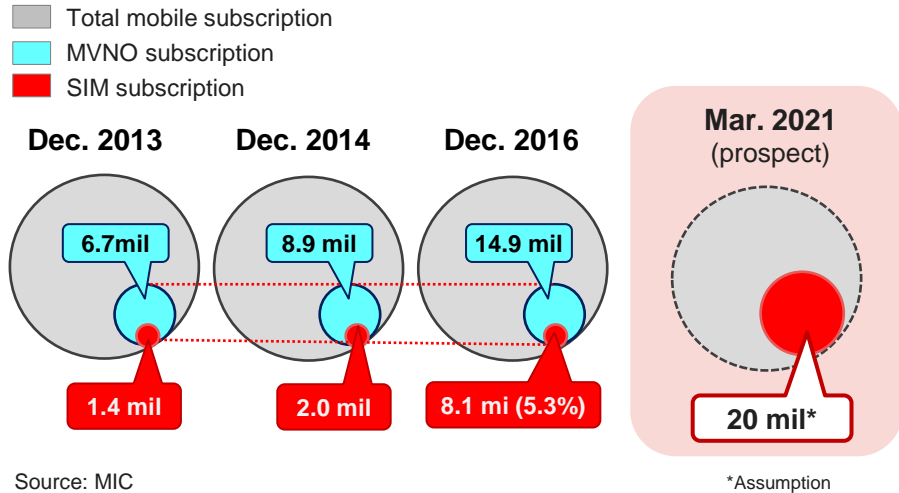 Total mobile subscription
MVNO subscription
SIM subscription
Dec. 2013
Dec. 2014
Dec. 2016
Mar. 2021
(prospect)
6.7mil
8.9 mil
14.9 mil
1.4 mil
2.0 mil
8.1 mi (5.3%)
20 mil*
Source: MIC
*Assumption